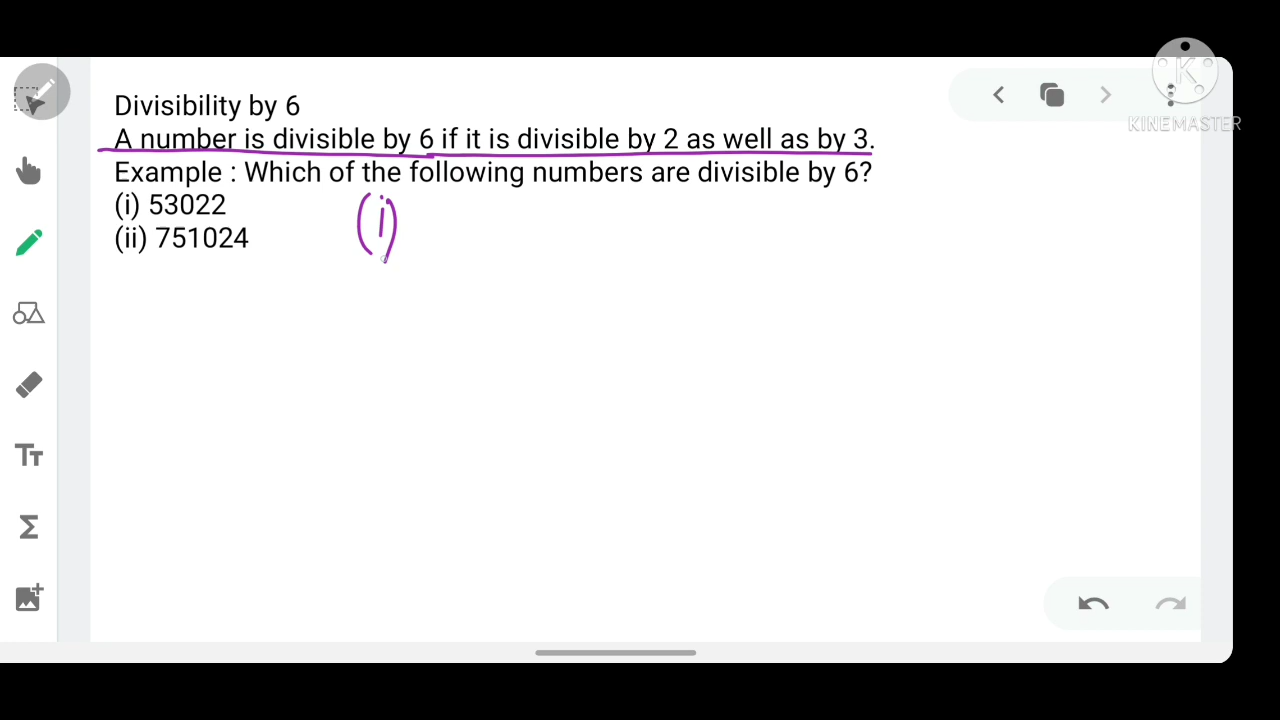 KINEMASTER
Divisibility by 6
A number is divisible by 6 if it is divisible by 2 as well as by 3.
Example : Which of the following numbers are divisible by 6?
(i) 53022
(ii) 751024
(i)
Tт
Σ